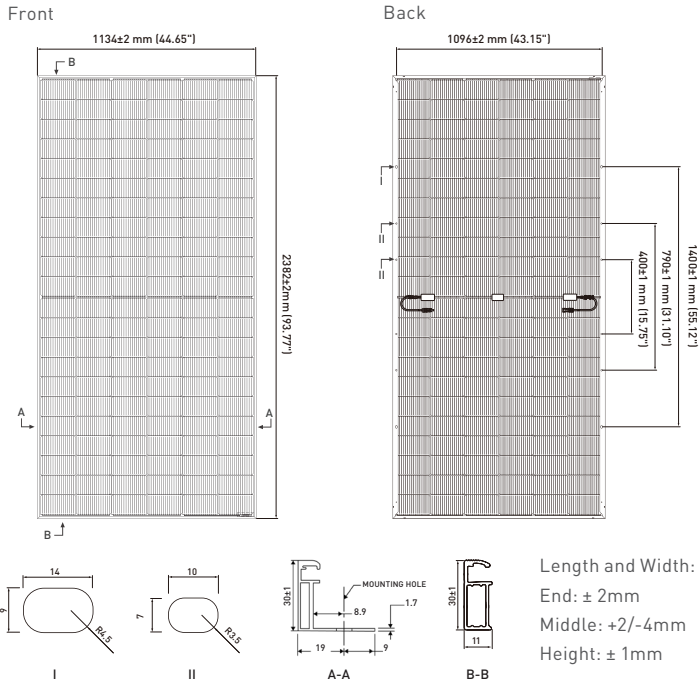 Front
Back
1134±2 mm (44.65")
1096±2 mm (43.15")
B
I
II
II
2382±2mm (93.77")
400±1 mm (15.75")
790±1 mm (31.10")
1400±1 mm (55.12")
A
A
B
14
9
R4.5
I
10
7
R3.5
II
30±1
MOUNTING HOLE
8.9
1.7
19
9
A-A
30±1
11
B-B
Length and Width:
End: ± 2mm
Middle: +2/-4mm
Height: ± 1mm